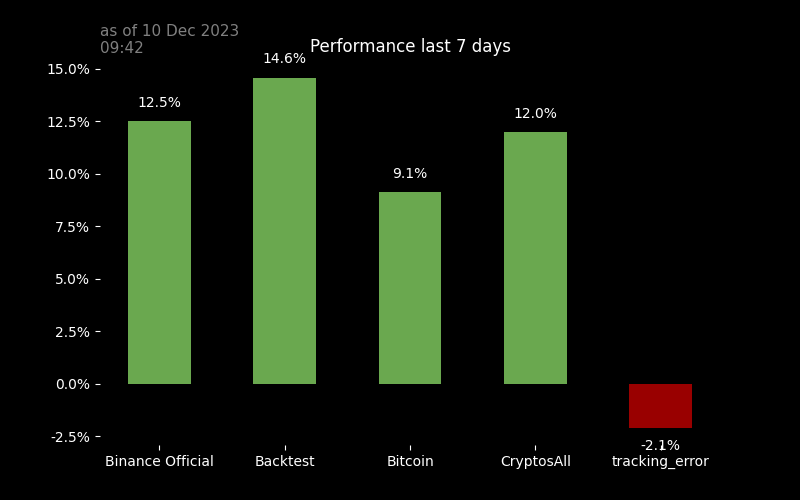 as of 10 Dec 2023
09:42
Performance last 7 days
15.0%
12.5%
10.0%
7.5%
5.0%
2.5%
0.0%
-2.5%
12.5%
14.6%
9.1%
12.0%
-2.1%
Binance Official
Backtest
Bitcoin
CryptosAll
tracking_error